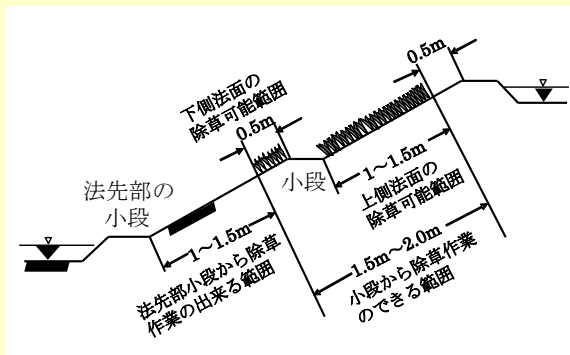 0.5m
下側法面の
除草可能範囲
0.5m
法先部の
小段
小段
1〜1.5m
上側法面の
除草可能範囲
1〜1.5m
法先部小段から除草
作業の出来る範囲
1.5m〜2.0m
小段から除草作業
のできる範囲